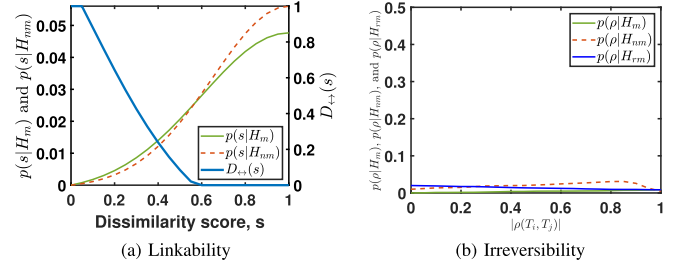 p(s|H_m) and p(s|H_nm)
0.05
0.04
0.03
0.02
0.01
0
1
0.8
0.6
0.4
0.2
0
D↔(s)
p(s|H_m)
p(s|H_nm)
D↔(s)
0 0.2 0.4 0.6 0.8 1
Dissimilarity score, s
(a) Linkability
p(ρ|H_m), p(ρ|H_nm), and p(ρ|H_rm)
0.5
0.4
0.3
0.2
0.1
0
p(ρ|H_m)
p(ρ|H_nm)
p(ρ|H_rm)
0 0.2 0.4 0.6 0.8 1
|ρ(T_i, T_j)|
(b) Irreversibility